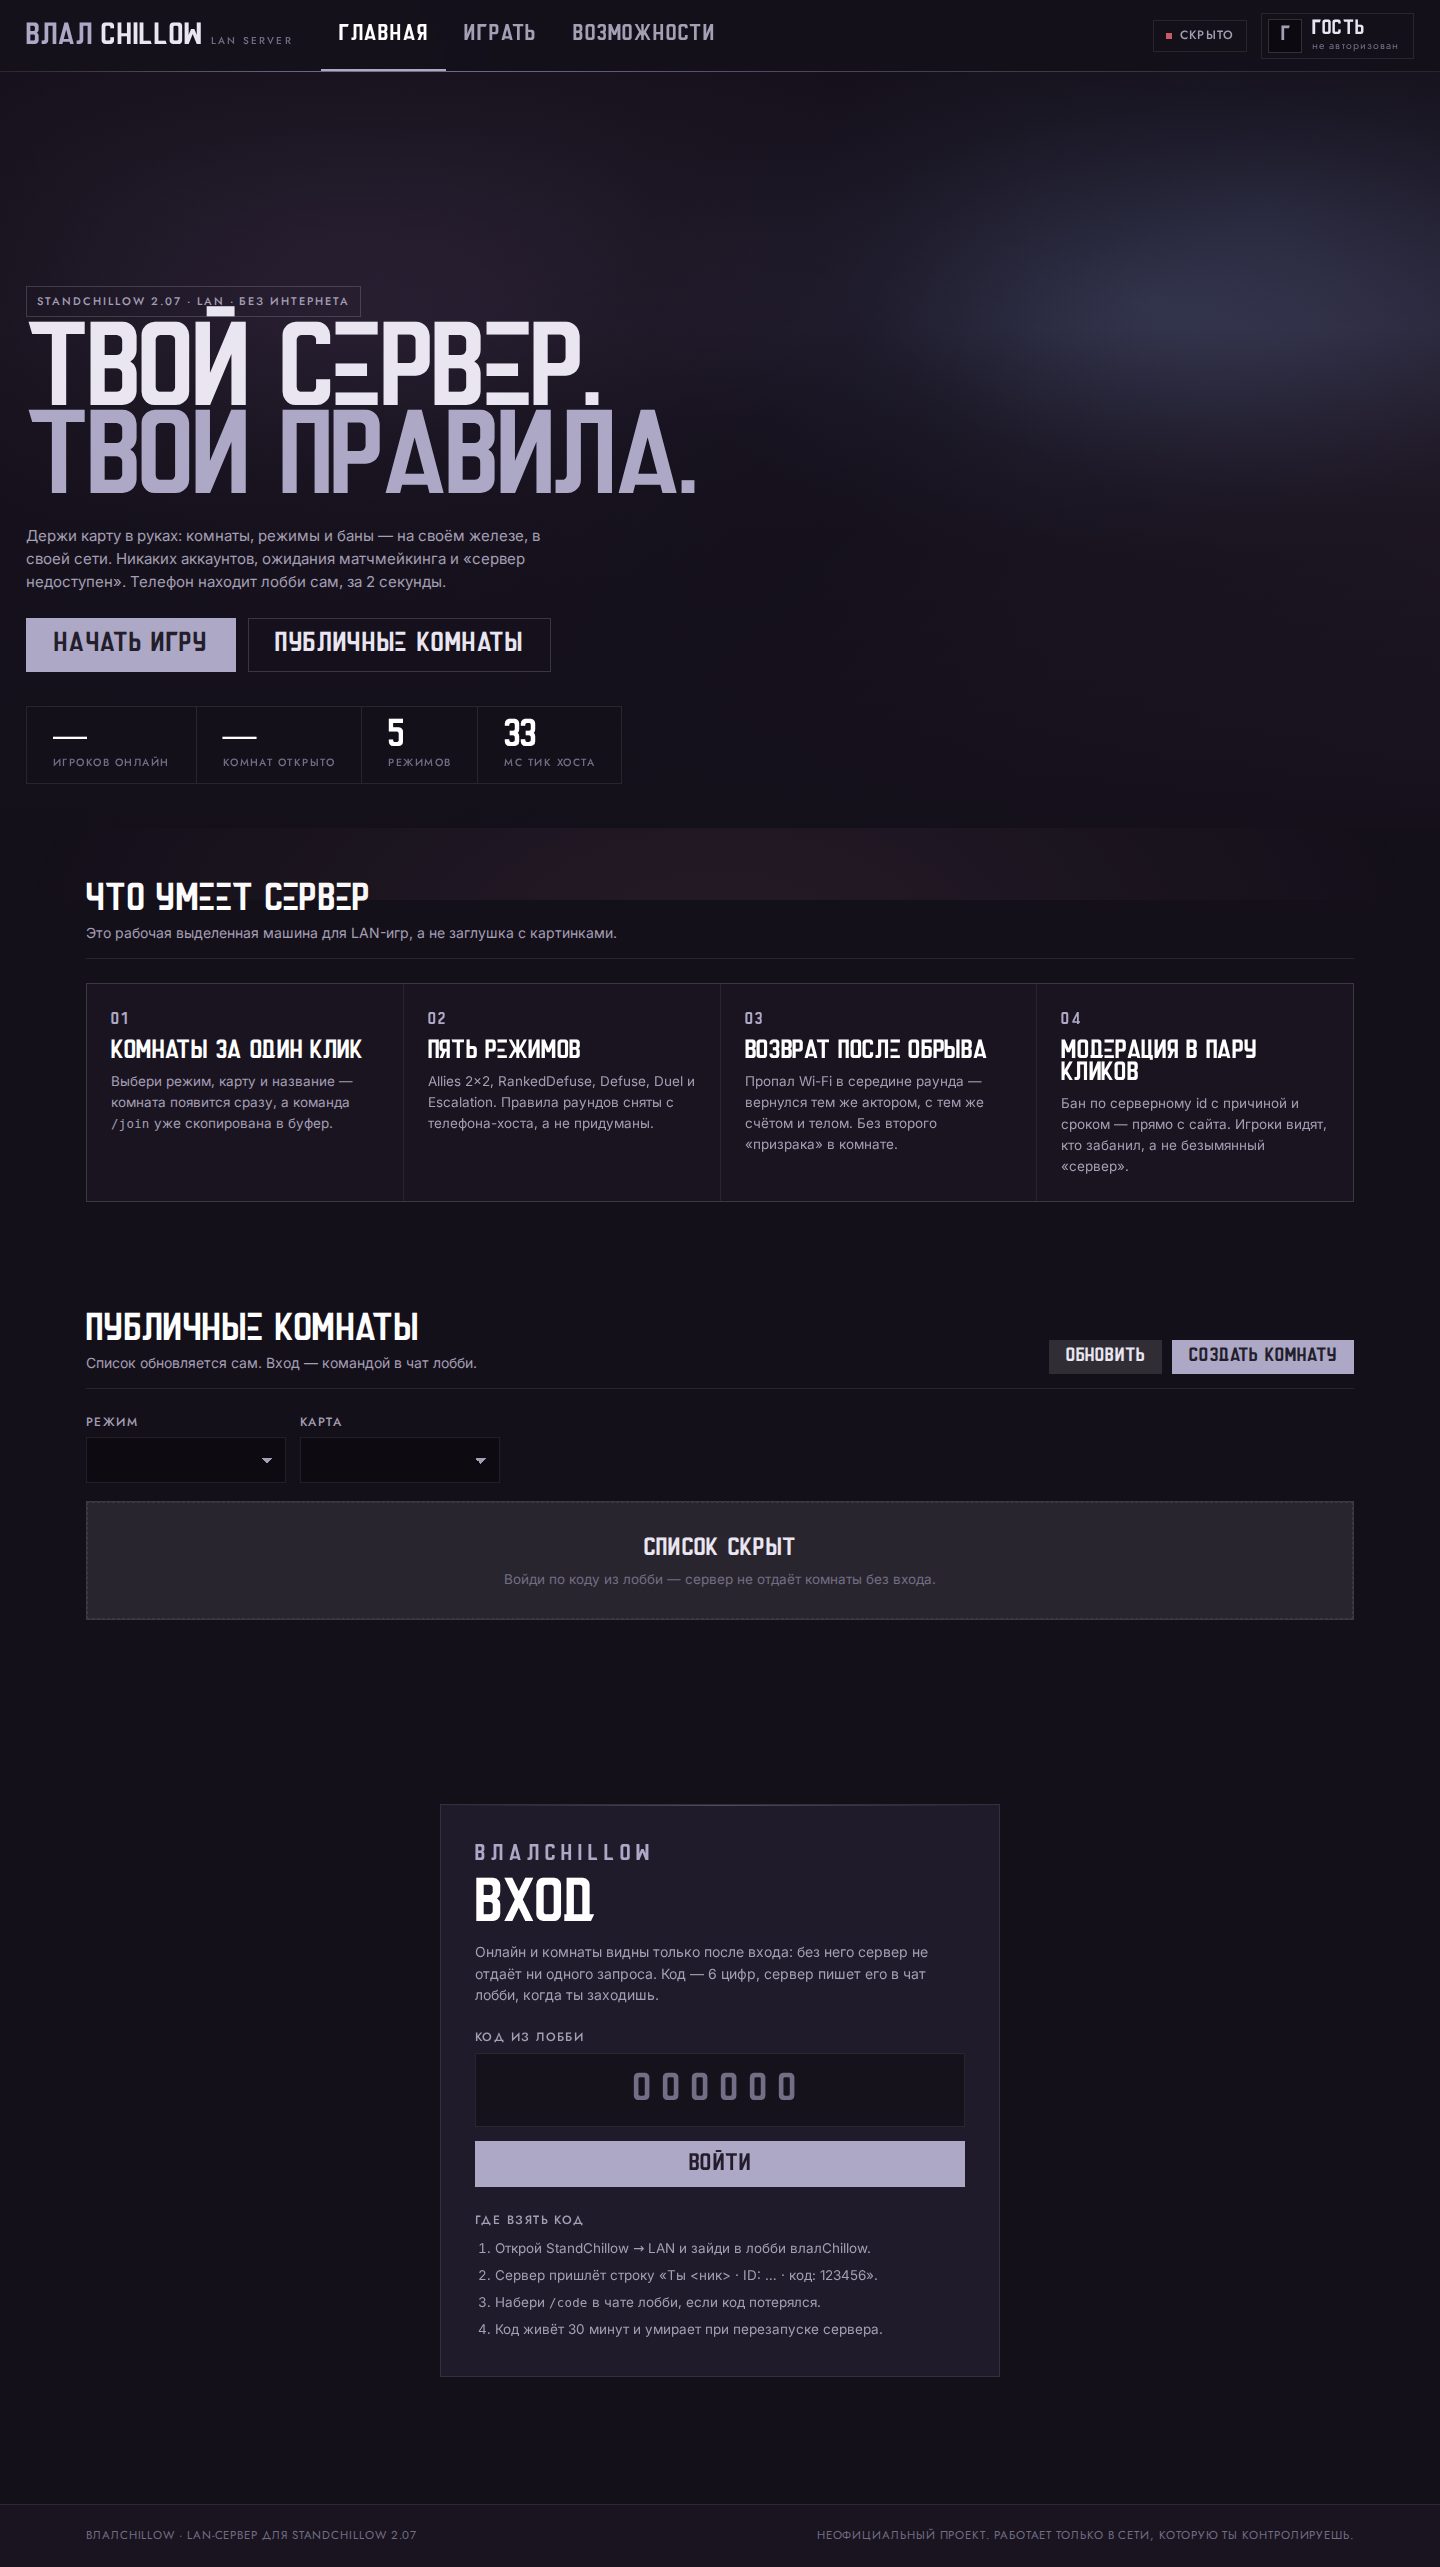 ВЛАЛ CHILLOW LAN SERVER
ГЛАВНАЯ
ИГРАТЬ
ВОЗМОЖНОСТИ
СКРЫТО
Г
ГОСТЬ
не авторизован
STANDCHILLOW 2.07 · LAN · БЕЗ ИНТЕРНЕТА
ТВОЙ СЕРВЕР.
ТВОИ ПРАВИЛА.
Держи карту в руках: комнаты, режимы и баны — на своём железе, в
своей сети. Никаких аккаунтов, ожидания матчмейкинга и «сервер
недоступен». Телефон находит лобби сам, за 2 секунды.
НАЧАТЬ ИГРУ
ПУБЛИЧНЫЕ КОМНАТЫ
—
ИГРОКОВ ОНЛАЙН
—
КОМНАТ ОТКРЫТО
5
РЕЖИМОВ
33
МС ТИК ХОСТА
ЧТО УМЕЕТ СЕРВЕР
Это рабочая выделенная машина для LAN-игр, а не заглушка с картинками.
01
КОМНАТЫ ЗА ОДИН КЛИК
Выбери режим, карту и название —
комната появится сразу, а команда
/join уже скопирована в буфер.
02
ПЯТЬ РЕЖИМОВ
Allies 2×2, RankedDefuse, Defuse, Duel и
Escalation. Правила раундов сняты с
телефона-хоста, а не придуманы.
03
ВОЗВРАТ ПОСЛЕ ОБРЫВА
Пропал Wi-Fi в середине раунда —
вернулся тем же актором, с тем же
счётом и телом. Без второго
«призрака» в комнате.
04
МОДЕРАЦИЯ В ПАРУ
КЛИКОВ
Бан по серверному id с причиной и
сроком — прямо с сайта. Игроки видят,
кто забанил, а не безымянный
«сервер».
ПУБЛИЧНЫЕ КОМНАТЫ
Список обновляется сам. Вход — командой в чат лобби.
ОБНОВИТЬ
СОЗДАТЬ КОМНАТУ
РЕЖИМ
КАРТА
СПИСОК СКРЫТ
Войди по коду из лобби — сервер не отдаёт комнаты без входа.
ВЛАЛCHILLOW
ВХОД
Онлайн и комнаты видны только после входа: без него сервер не
отдаёт ни одного запроса. Код — 6 цифр, сервер пишет его в чат
лобби, когда ты заходишь.
КОД ИЗ ЛОББИ
000000
ВОЙТИ
ГДЕ ВЗЯТЬ КОД
1. Открой StandChillow → LAN и зайди в лобби влалChillow.
2. Сервер пришлёт строку «Ты <ник> · ID: … · код: 123456».
3. Набери /code в чате лобби, если код потерялся.
4. Код живёт 30 минут и умирает при перезапуске сервера.
ВЛАЛCHILLOW · LAN-СЕРВЕР ДЛЯ STANDCHILLOW 2.07
НЕОФИЦИАЛЬНЫЙ ПРОЕКТ. РАБОТАЕТ ТОЛЬКО В СЕТИ, КОТОРУЮ ТЫ КОНТРОЛИРУЕШЬ.